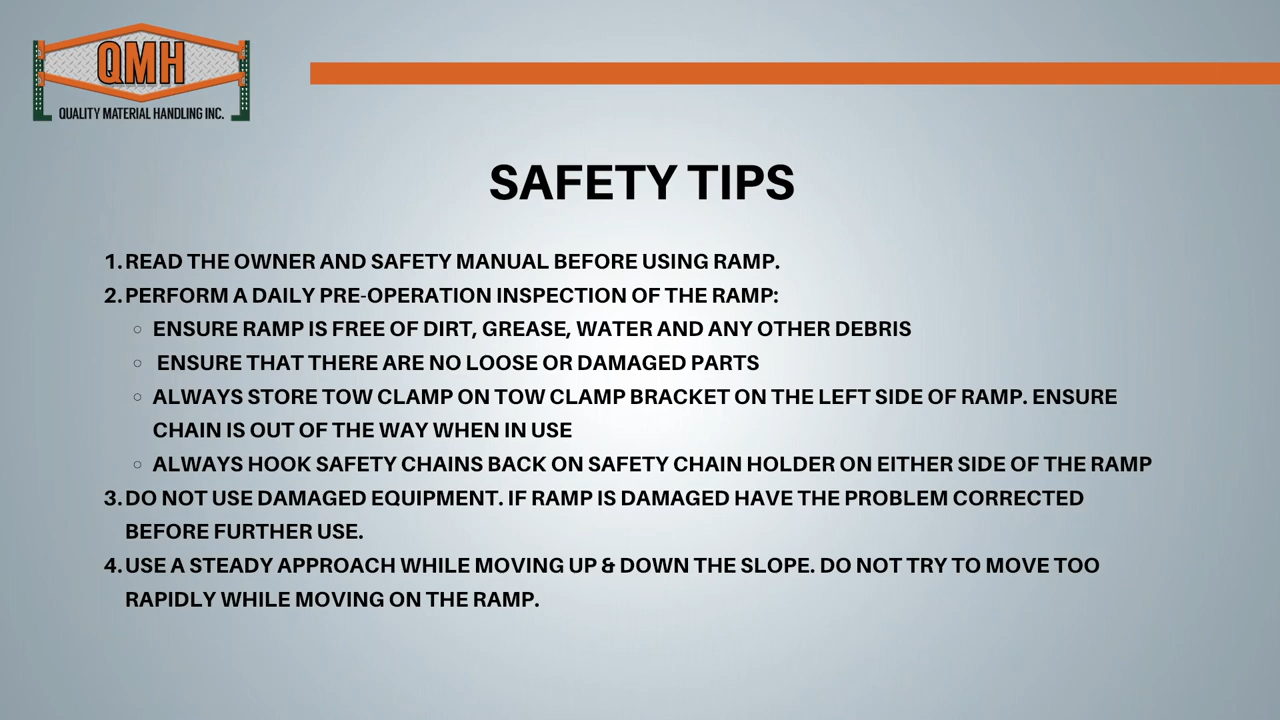 QMH
QUALITY MATERIAL HANDLING INC.
SAFETY TIPS
1. READ THE OWNER AND SAFETY MANUAL BEFORE USING RAMP.
2. PERFORM A DAILY PRE-OPERATION INSPECTION OF THE RAMP:
○ ENSURE RAMP IS FREE OF DIRT, GREASE, WATER AND ANY OTHER DEBRIS
○ ENSURE THAT THERE ARE NO LOOSE OR DAMAGED PARTS
○ ALWAYS STORE TOW CLAMP ON TOW CLAMP BRACKET ON THE LEFT SIDE OF RAMP. ENSURE
CHAIN IS OUT OF THE WAY WHEN IN USE
○ ALWAYS HOOK SAFETY CHAINS BACK ON SAFETY CHAIN HOLDER ON EITHER SIDE OF THE RAMP
3. DO NOT USE DAMAGED EQUIPMENT. IF RAMP IS DAMAGED HAVE THE PROBLEM CORRECTED
BEFORE FURTHER USE.
4. USE A STEADY APPROACH WHILE MOVING UP & DOWN THE SLOPE. DO NOT TRY TO MOVE TOO
RAPIDLY WHILE MOVING ON THE RAMP.